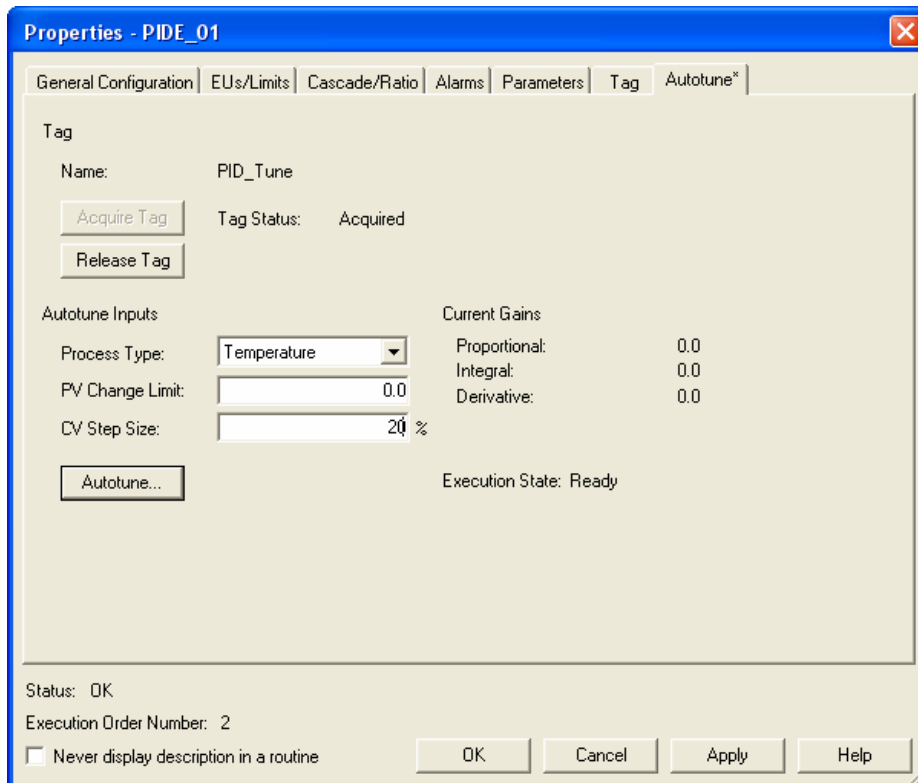 Properties - PIDE_01
General Configuration EUs/Limits Cascade/Ratio Alarms Parameters Tag Autotune*
Tag
Name: PID_Tune
Acquire Tag Tag Status: Acquired
Release Tag
Autotune Inputs Current Gains
Process Type: Temperature Proportional: 0.0
Integral: 0.0
PV Change Limit: 0.0 Derivative: 0.0
CV Step Size: 20 %
Autotune... Execution State: Ready
Status: OK
Execution Order Number: 2
Never display description in a routine OK Cancel Apply Help